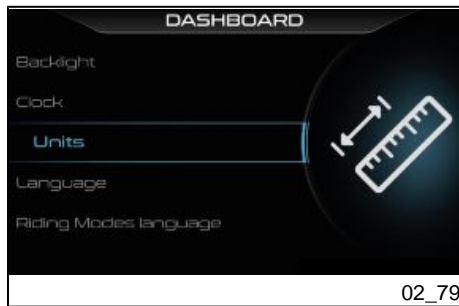 DASHBOARD
Backlight
Clock
Units
Language
Riding Modes language
02_79